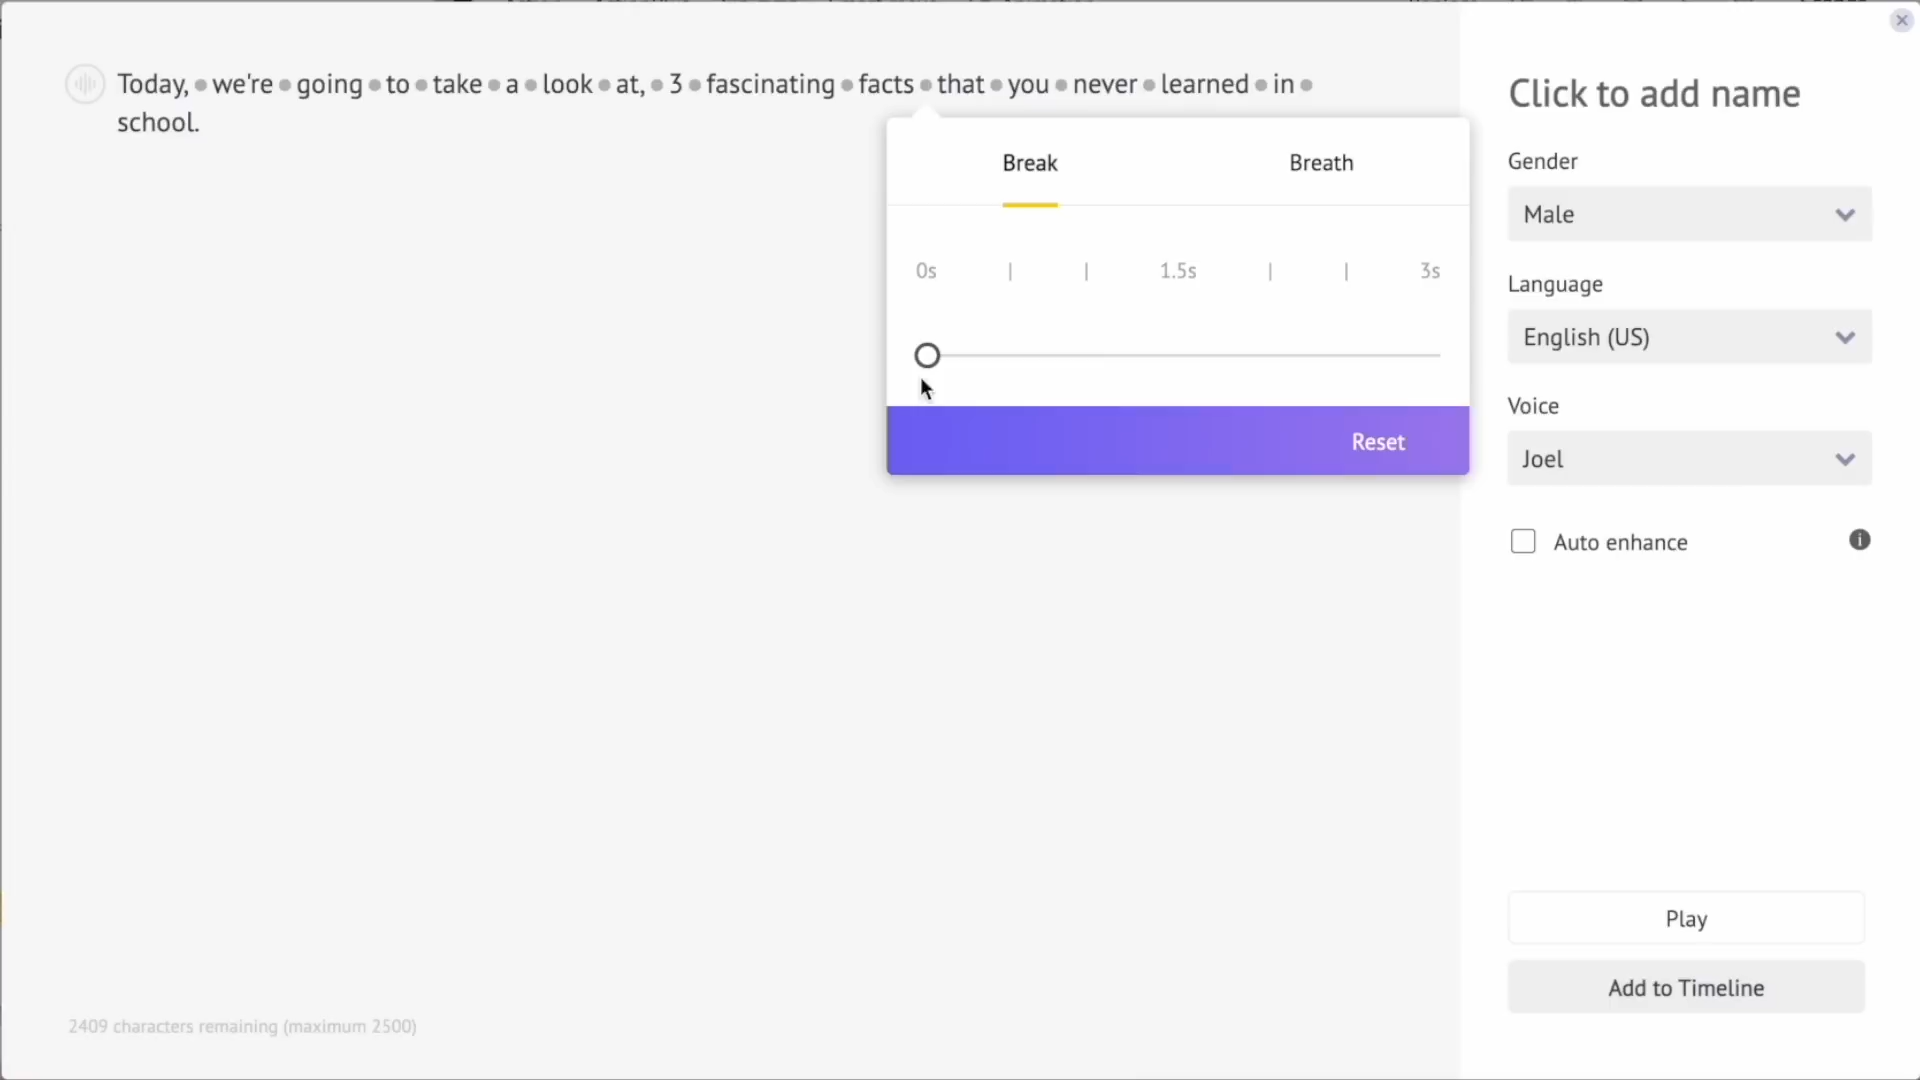 Today, we're going to take a look at, 3 fascinating facts that you never learned in
school.
Break
Breath
0s | | 1.5s | | 3s
Reset
Click to add name
Gender
Male
Language
English (US)
Voice
Joel
Auto enhance
Play
Add to Timeline
2409 characters remaining (maximum 2500)